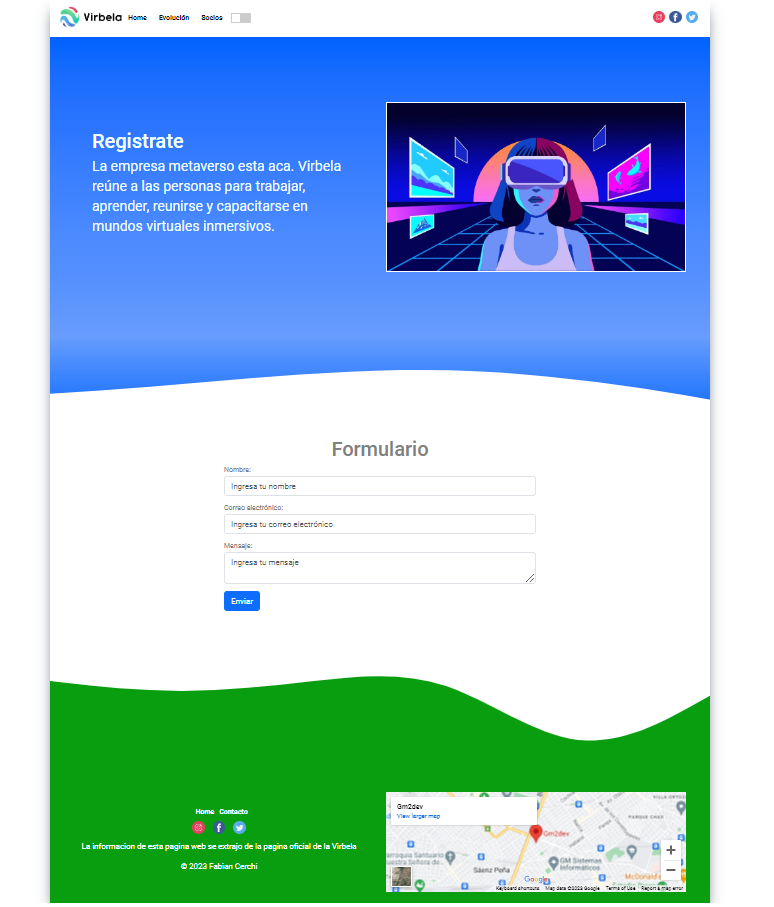 Virbela Home Evolución Socios
Registrate
La empresa metaverso esta aca. Virbela
reúne a las personas para trabajar,
aprender, reunirse y capacitarse en
mundos virtuales inmersivos.
Formulario
Nombre:
Ingresa tu nombre
Correo electrónico:
Ingresa tu correo electrónico
Mensaje:
Ingresa tu mensaje
Enviar
Home Contacto
La informacion de esta pagina web se extrajo de la pagina oficial de la Virbela
© 2023 Fabian Cerchi
Gm2dev
View larger map
PARQUE CHAS
Gm2dev
Parroquia Santuario
Nuestra Señora de
Sáenz Peña
GM Sistemas
Informáticos
McDonald
Google
Keyboard shortcuts Map data ©2023 Google Terms of Use Report a map error